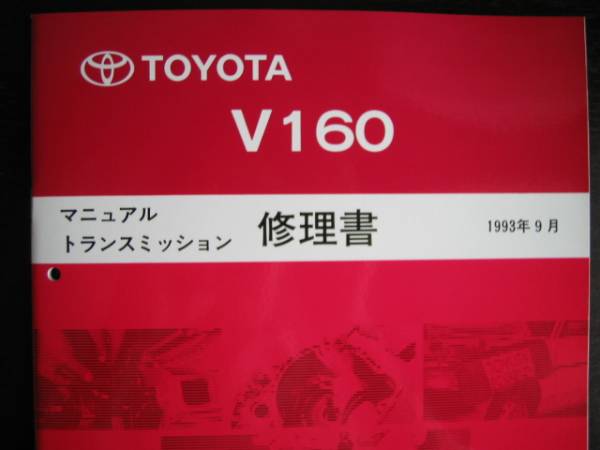 TOYOTA
V160
マニュアル
トランスミッション
修理書
1993年9月